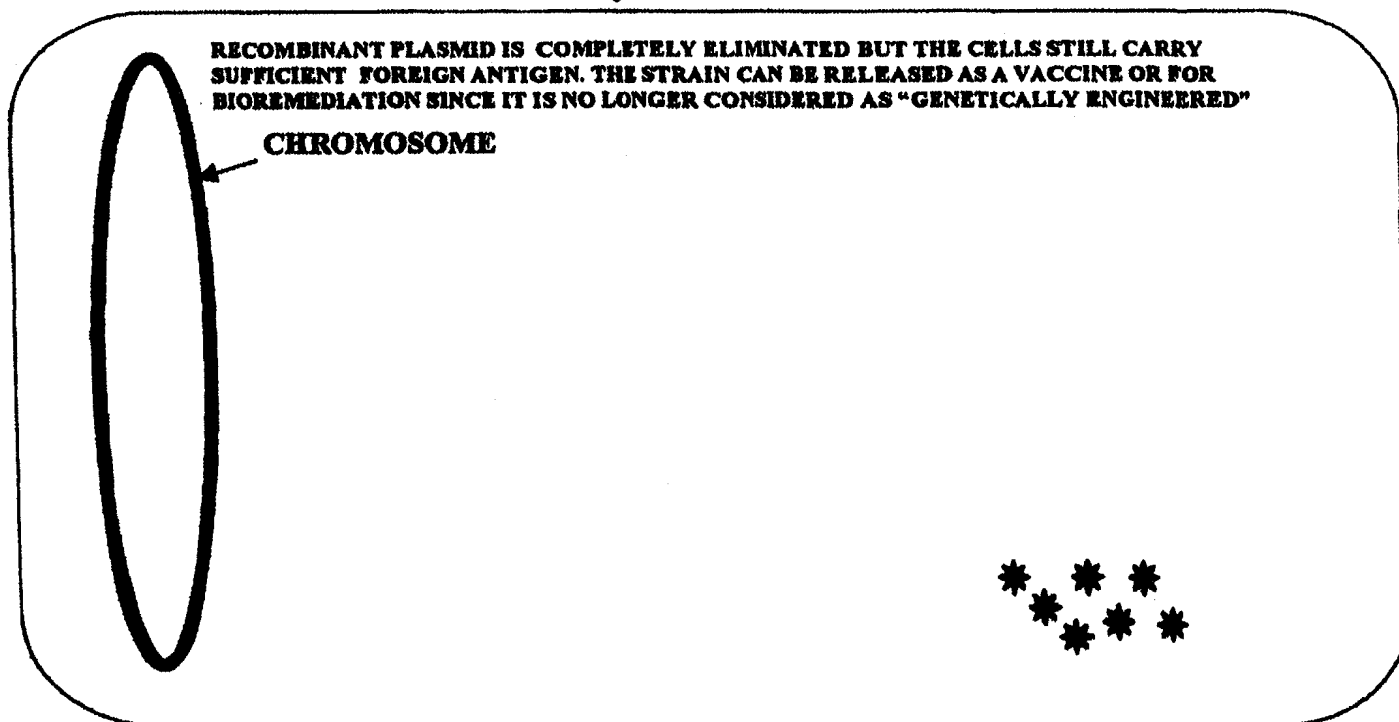 RECOMBINANT PLASMID IS COMPLETELY ELIMINATED BUT THE CELLS STILL CARRY
SUFFICIENT FOREIGN ANTIGEN. THE STRAIN CAN BE RELEASED AS A VACCINE OR FOR
BIOREMEDIATION SINCE IT IS NO LONGER CONSIDERED AS "GENETICALLY ENGINEERED"
CHROMOSOME